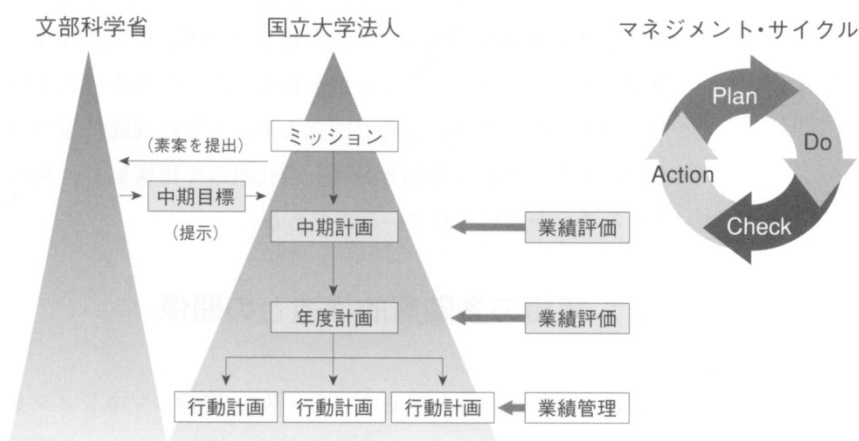 文部科学省
国立大学法人
マネジメント・サイクル
Plan
Do
Check
Action
ミッション
(素案を提出)
中期目標
(提示)
中期計画
業績評価
年度計画
業績評価
行動計画
行動計画
行動計画
業績管理